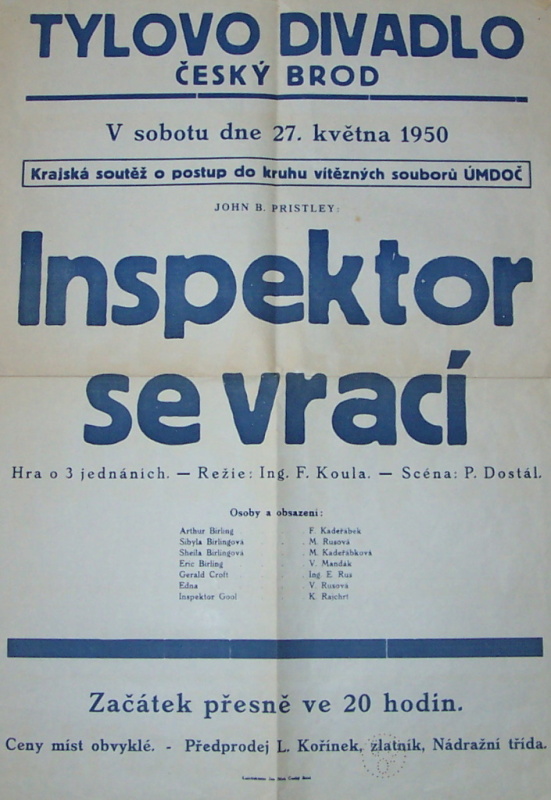 TYLOVO DIVADLO
ČESKÝ BROD
V sobotu dne 27. května 1950
Krajská soutěž o postup do kruhu vítězných souborů ÚMDOČ
JOHN B. PRISTLEY:
Inspektor
se vrací
Hra o 3 jednáních. — Režie: Ing. F. Koula. — Scéna: P. Dostál.
Osoby a obsazení:
Arthur Birling . . F. Kadeřábek
Sibyla Birlingová . . M. Rusová
Sheila Birlingová . . M. Kadeřábková
Eric Birling . . V. Mandák
Gerald Croft . . Ing. E. Rus
Edna . . V. Rusová
Inspektor Gool . . K. Rajchrt
Začátek přesně ve 20 hodin.
Ceny míst obvyklé. - Předprodej L. Kořínek, zlatník, Nádražní třída.